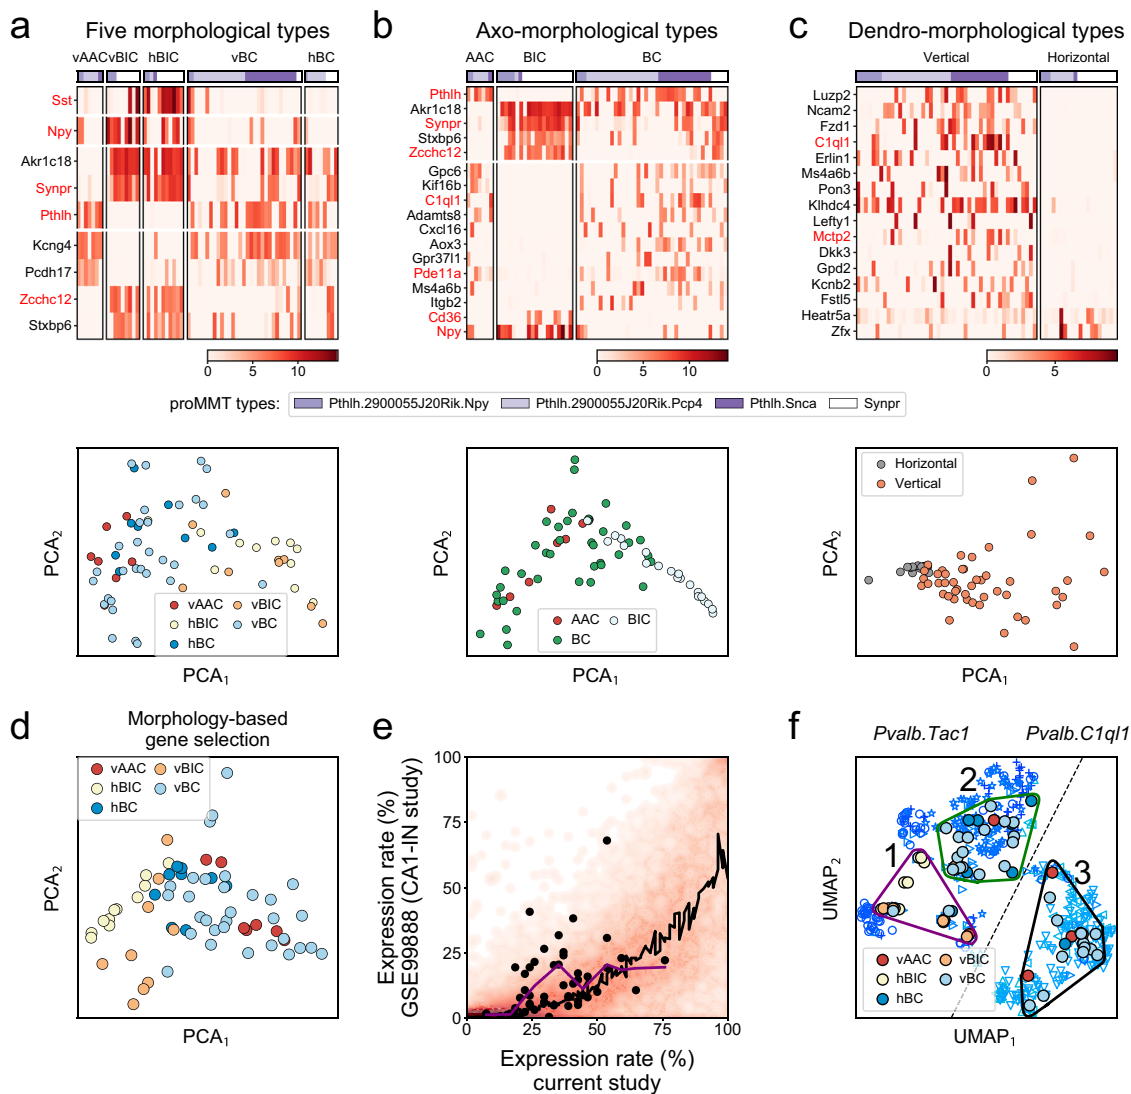 a Five morphological types
vAAC vBIC hBIC vBC hBC
Sst
Npy
Akr1c18
Synpr
Pthlh
Kcng4
Pcdh17
Zcchc12
Stxbp6
0 5 10
b Axo-morphological types
AAC BIC BC
Pthlh
Akr1c18
Synpr
Stxbp6
Zcchc12
Gpc6
Kif16b
C1ql1
Adamts8
Cxcl16
Aox3
Gpr37l1
Pde11a
Ms4a6b
Itgb2
Cd36
Npy
0 5 10
c Dendro-morphological types
Vertical Horizontal
Luzp2
Ncam2
Fzd1
C1ql1
Erlin1
Ms4a6b
Pon3
Klhdc4
Lefty1
Mctp2
Dkk3
Gpd2
Kcnb2
Fstl5
Heatr5a
Zfx
0 5
proMMT types: Pthlh.2900055J20Rik.Npy Pthlh.2900055J20Rik.Pcp4 Pthlh.Snca Synpr
PCA2
vAAC vBIC
hBIC vBC
hBC
PCA1
PCA2
AAC BIC
BC
PCA1
PCA2
Horizontal
Vertical
PCA1
d Morphology-based
gene selection
vAAC vBIC
hBIC vBC
hBC
PCA2
PCA1
e
Expression rate (%)
GSE99888 (CA1-IN study)
100
75
50
25
0
0 25 50 75 100
Expression rate (%)
current study
f Pvalb.Tac1 Pvalb.C1ql1
2
1
3
UMAP2
vAAC vBIC
hBIC vBC
hBC
UMAP1